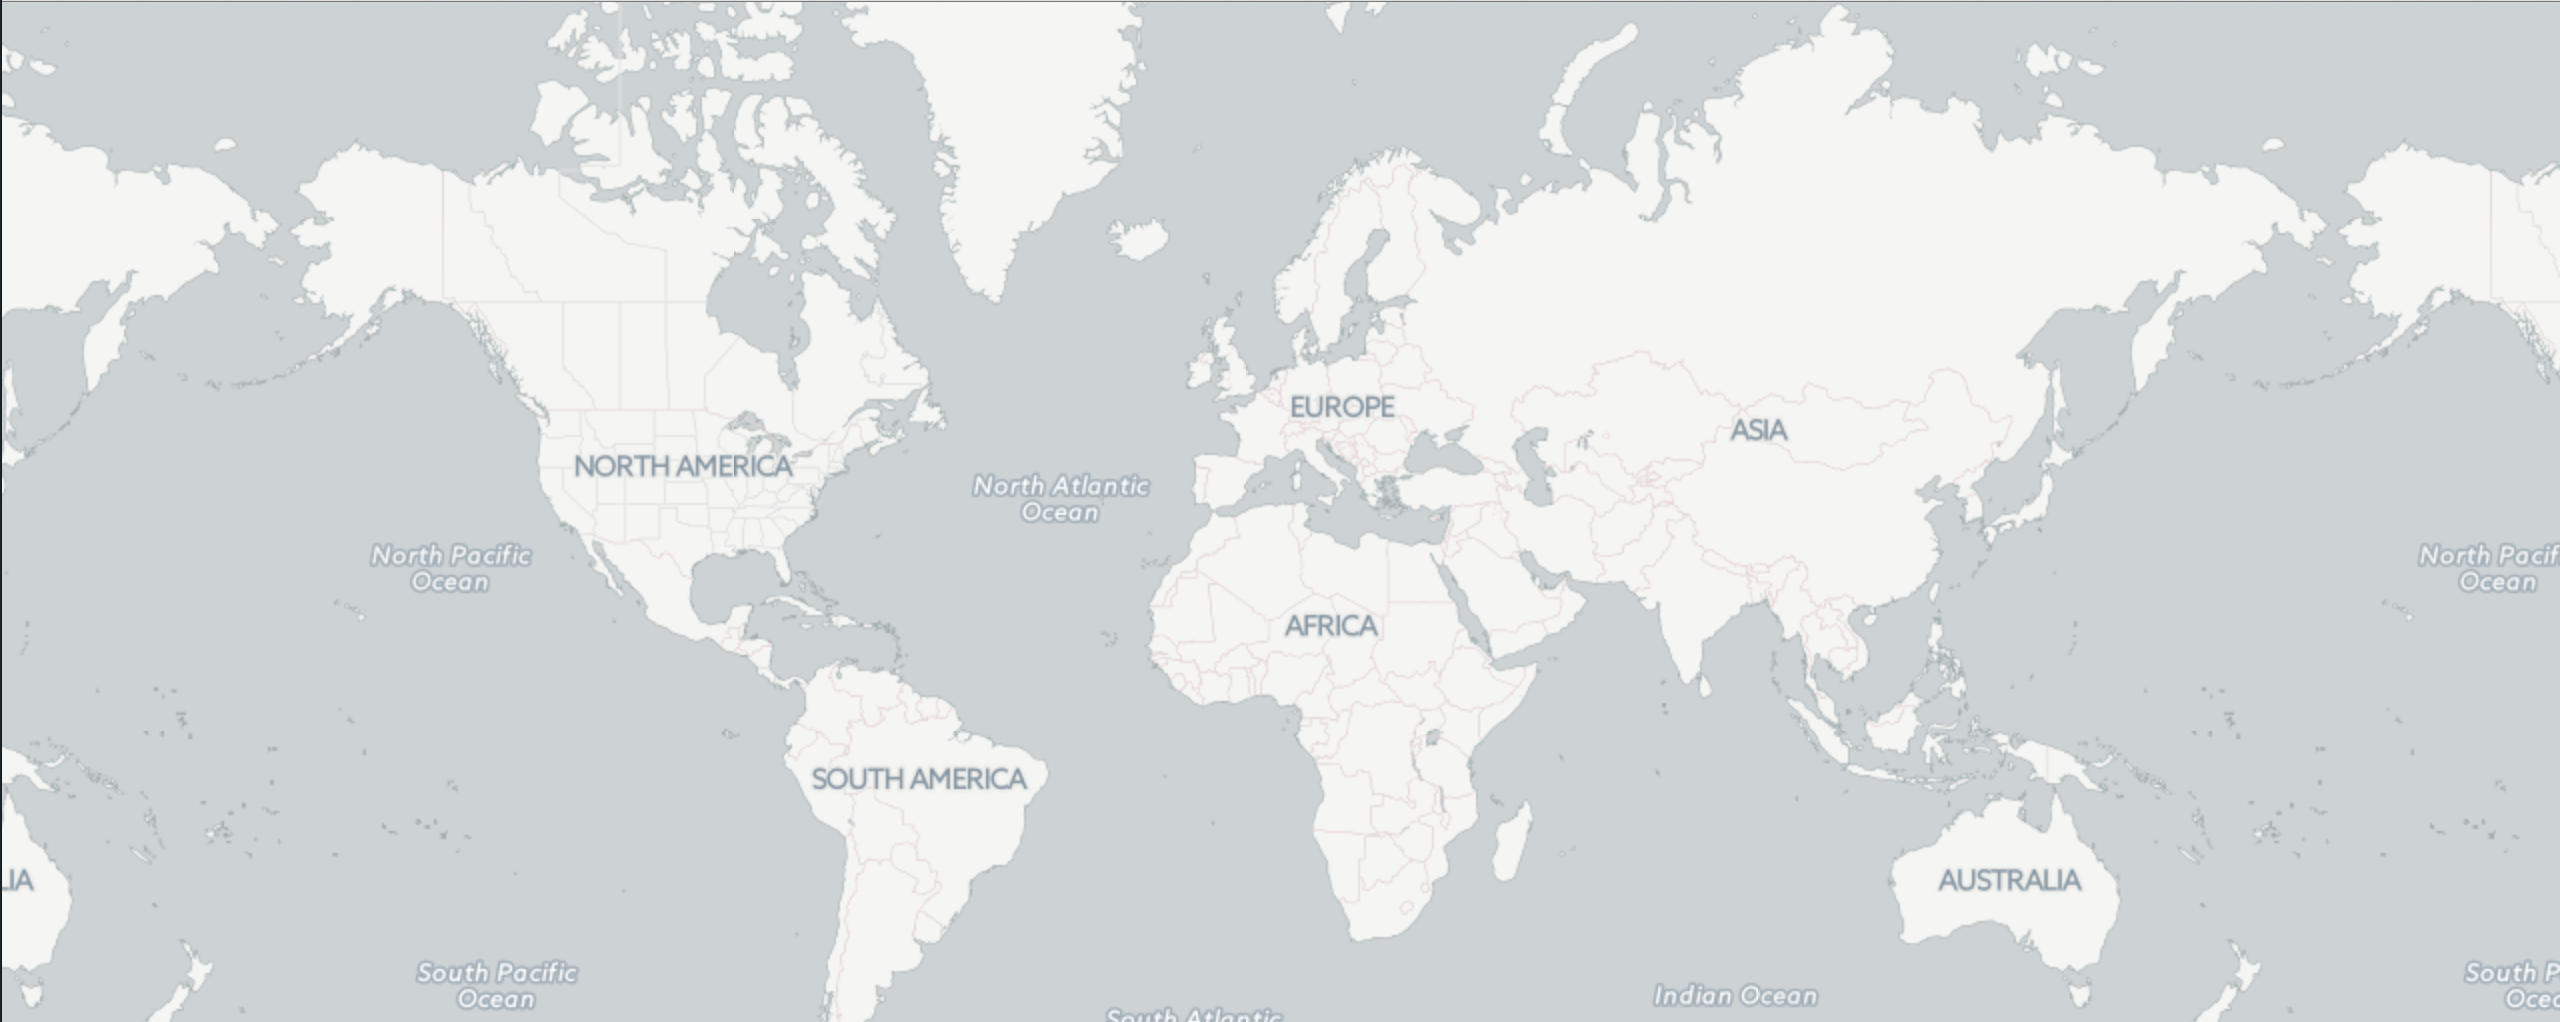 EUROPE
ASIA
NORTH AMERICA
North Atlantic
Ocean
North Pacific
Ocean
North Pacif
Ocean
AFRICA
SOUTH AMERICA
LIA
AUSTRALIA
South Pacific
Ocean
South P
Ocea
Indian Ocean
South Atlantic